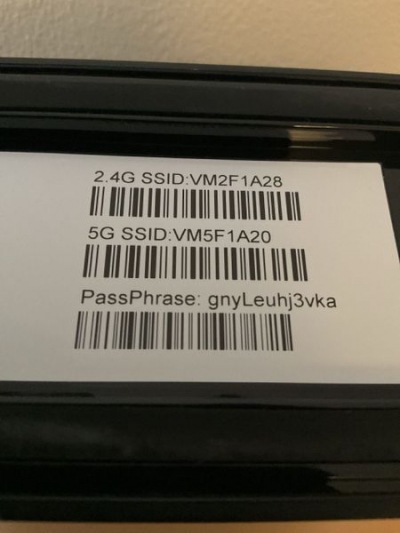 2.4G SSID:VM2F1A28
5G SSID:VM5F1A20
PassPhrase: gnyLeuhj3vka